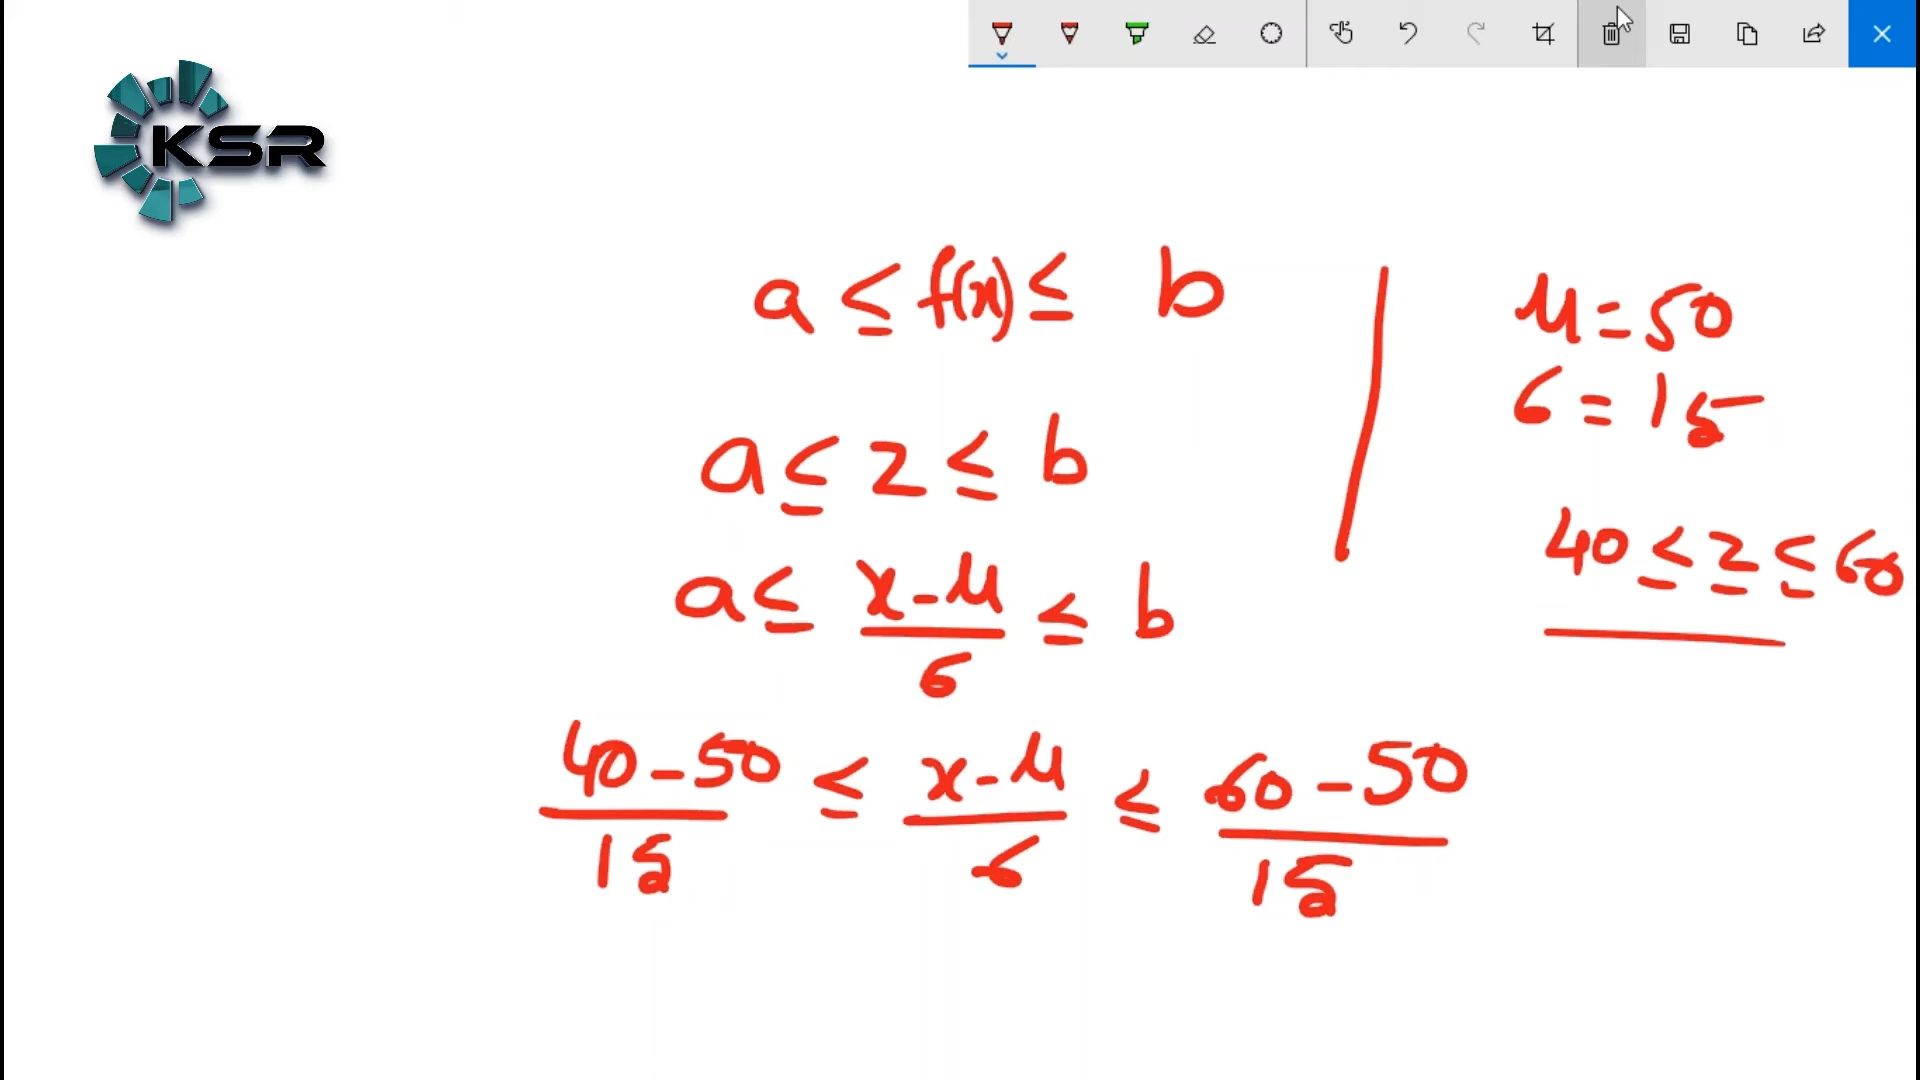 KSR
a ≤ f(x) ≤ b
μ = 50
σ = 15
a ≤ z ≤ b
40 ≤ z ≤ 60
a ≤ (x - μ)/σ ≤ b
(40 - 50)/15 ≤ (x - μ)/σ ≤ (60 - 50)/15